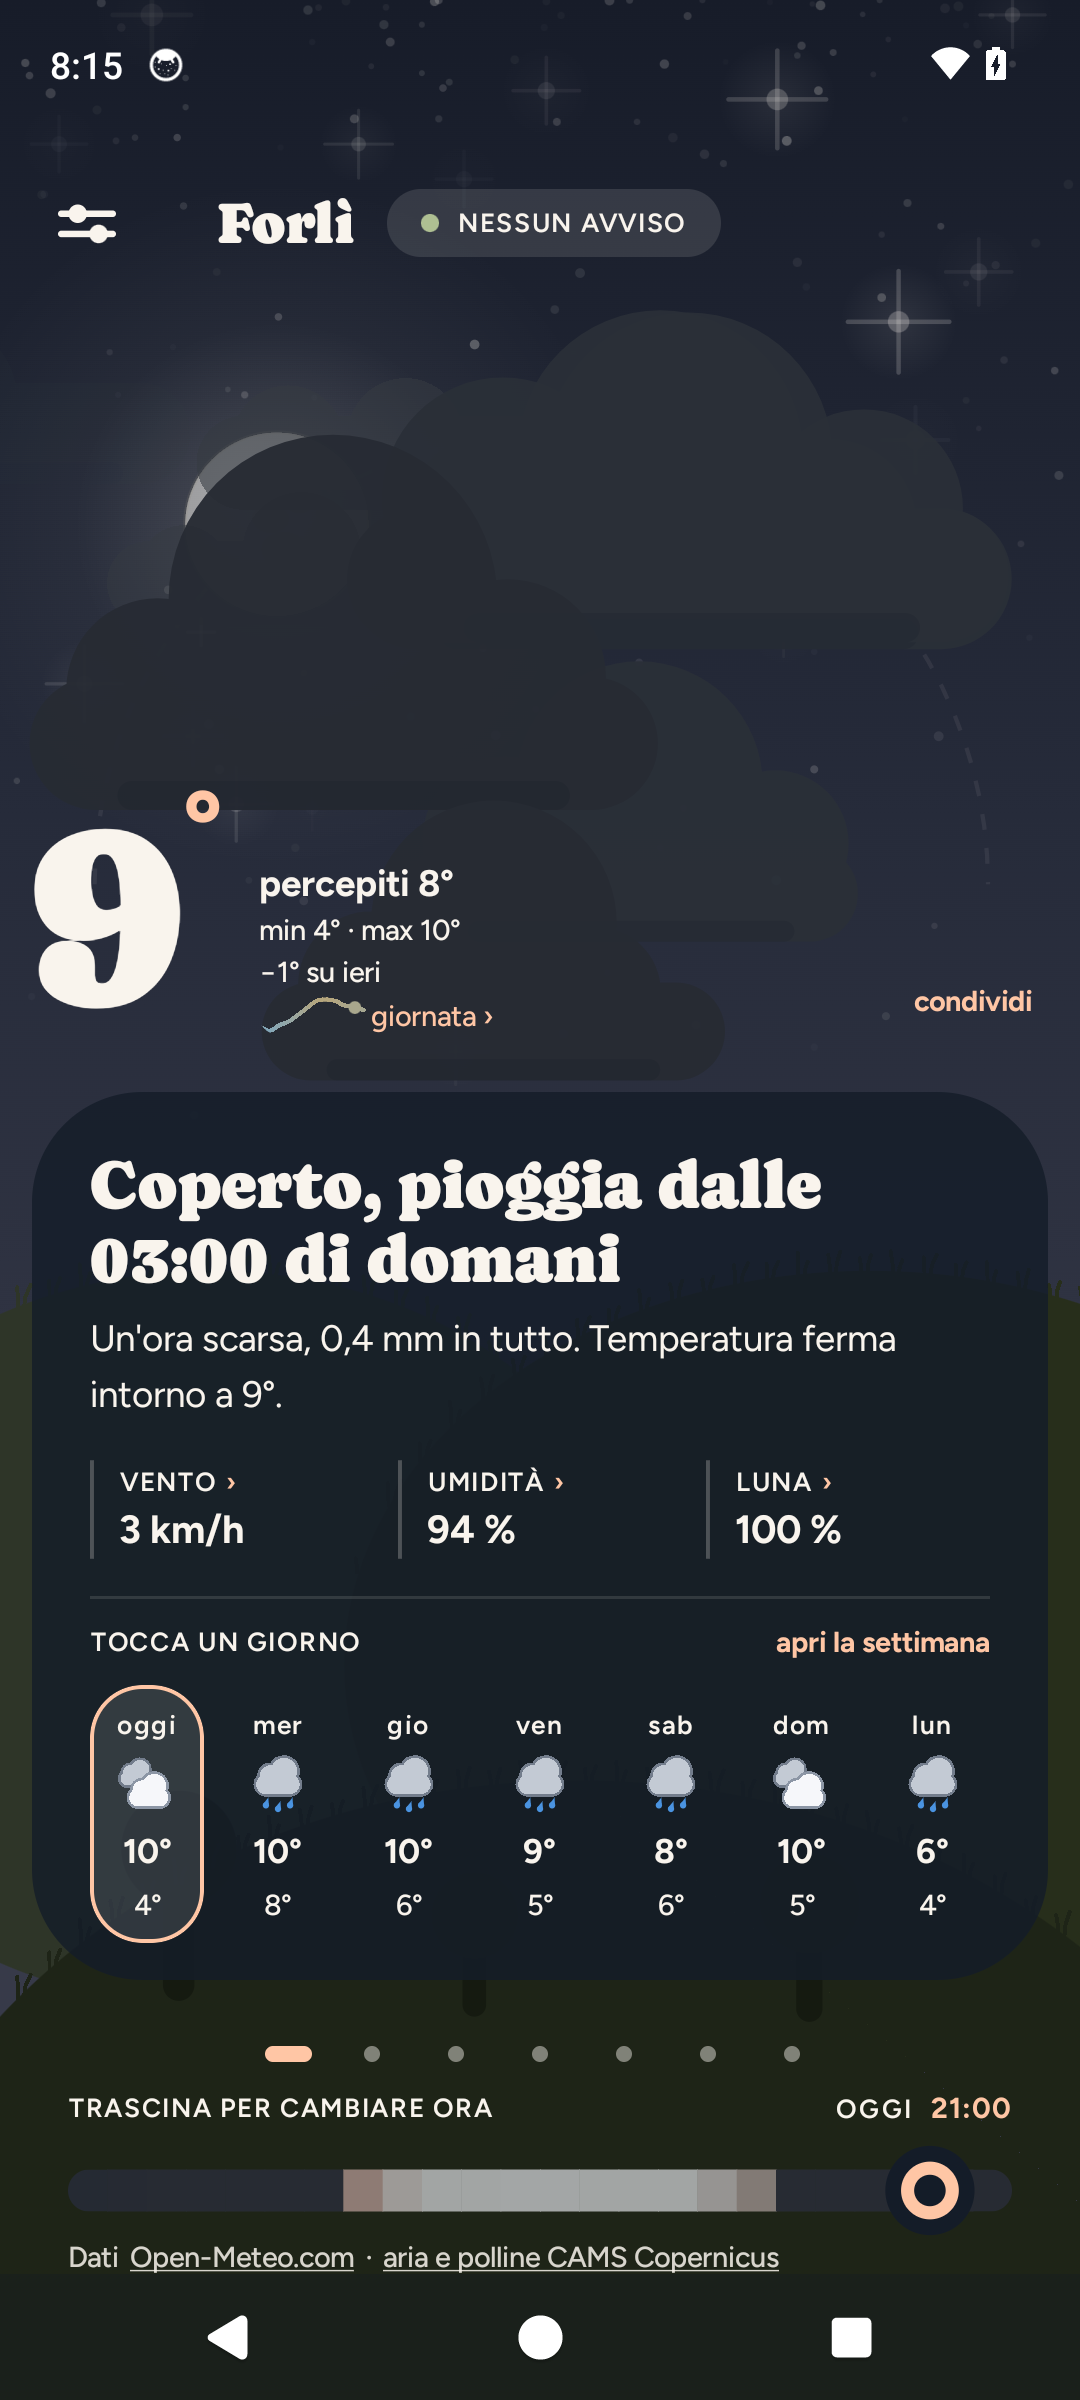 8:15
Forlì
NESSUN AVVISO
9°
percepiti 8°
min 4° · max 10°
−1° su ieri
giornata ›
condividi
Coperto, pioggia dalle
03:00 di domani
Un'ora scarsa, 0,4 mm in tutto. Temperatura ferma
intorno a 9°.
VENTO › UMIDITÀ › LUNA ›
3 km/h 94 % 100 %
TOCCA UN GIORNO apri la settimana
oggi mer gio ven sab dom lun
10° 10° 10° 9° 8° 10° 6°
4° 8° 6° 5° 6° 5° 4°
TRASCINA PER CAMBIARE ORA OGGI 21:00
Dati Open-Meteo.com · aria e polline CAMS Copernicus